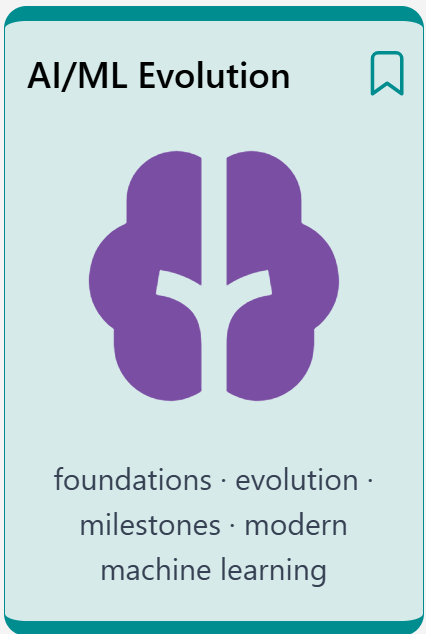 AI/ML Evolution
foundations · evolution ·
milestones · modern
machine learning